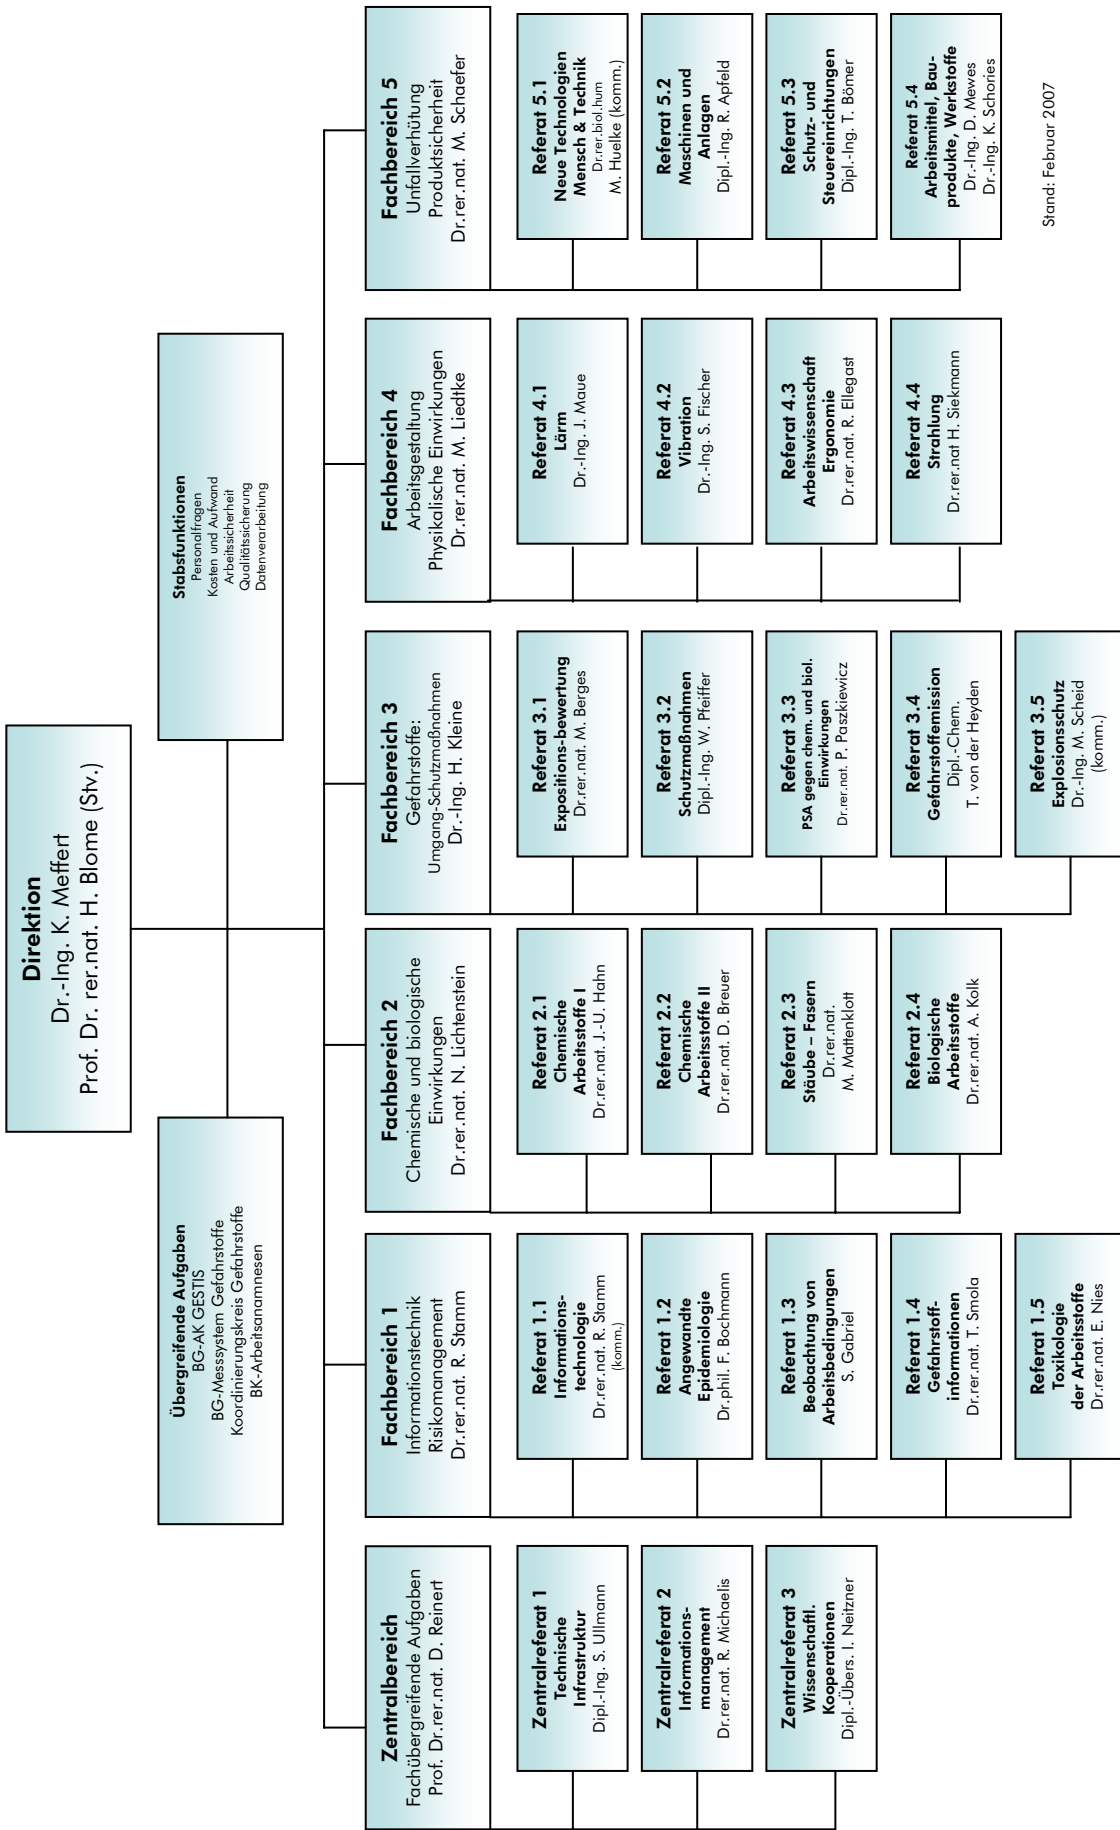 Direktion
Dr.-Ing. K. Meffert
Prof. Dr. rer.nat. H. Blome (Stv.)
Übergreifende Aufgaben
BG-AK GESTIS
BG-Messsystem Gefahrstoffe
Koordinierungskreis Gefahrstoffe
BK-Arbeitsanamnesen
Stabsfunktionen
Personalfragen
Kosten und Aufwand
Arbeitssicherheit
Qualitätssicherung
Datenverarbeitung
Zentralbereich
Fachübergreifende Aufgaben
Prof. Dr.rer.nat. D. Reinert
Zentralreferat 1
Technische
Infrastruktur
Dipl.-Ing. S. Ullmann
Zentralreferat 2
Informations-
management
Dr.rer.nat. R. Michaelis
Zentralreferat 3
Wissenschaftl.
Kooperationen
Dipl.-Übers. I. Neitzner
Fachbereich 1
Informationstechnik
Risikomanagement
Dr.rer.nat. R. Stamm
Referat 1.1
Informations-
technologie
Dr.rer.nat. R. Stamm
(komm.)
Referat 1.2
Angewandte
Epidemiologie
Dr.phil. F. Bochmann
Referat 1.3
Beobachtung von
Arbeitsbedingungen
S. Gabriel
Referat 1.4
Gefahrstoff-
informationen
Dr.rer.nat. T. Smola
Referat 1.5
Toxikologie
der Arbeitsstoffe
Dr.rer.nat. E. Nies
Fachbereich 2
Chemische und biologische
Einwirkungen
Dr.rer.nat. N. Lichtenstein
Referat 2.1
Chemische
Arbeitsstoffe I
Dr.rer.nat. J.-U. Hahn
Referat 2.2
Chemische
Arbeitsstoffe II
Dr.rer.nat. D. Breuer
Referat 2.3
Stäube – Fasern
Dr.rer.nat.
M. Mattenklott
Referat 2.4
Biologische
Arbeitsstoffe
Dr.rer.nat. A. Kolk
Fachbereich 3
Gefahrstoffe:
Umgang-Schutzmaßnahmen
Dr.-Ing. H. Kleine
Referat 3.1
Expositions-bewertung
Dr.rer.nat. M. Berges
Referat 3.2
Schutzmaßnahmen
Dipl.-Ing. W. Pfeiffer
Referat 3.3
PSA gegen chem. und biol.
Einwirkungen
Dr.rer.nat. P. Paszkiewicz
Referat 3.4
Gefahrstoffemission
Dipl.-Chem.
T. von der Heyden
Referat 3.5
Explosionsschutz
Dr.-Ing. M. Scheid
(komm.)
Fachbereich 4
Arbeitsgestaltung
Physikalische Einwirkungen
Dr.rer.nat. M. Liedtke
Referat 4.1
Lärm
Dr.-Ing. J. Maue
Referat 4.2
Vibration
Dr.-Ing. S. Fischer
Referat 4.3
Arbeitswissenschaft
Ergonomie
Dr.rer.nat. R. Ellegast
Referat 4.4
Strahlung
Dr.rer.nat H. Siekmann
Fachbereich 5
Unfallverhütung
Produktsicherheit
Dr.rer.nat. M. Schaefer
Referat 5.1
Neue Technologien
Mensch & Technik
Dr.rer.biol.hum
M. Huelke (komm.)
Referat 5.2
Maschinen und
Anlagen
Dipl.-Ing. R. Apfeld
Referat 5.3
Schutz- und
Steuereinrichtungen
Dipl.-Ing. T. Bömer
Referat 5.4
Arbeitsmittel, Bau-
produkte, Werkstoffe
Dr.-Ing. D. Mewes
Dr.-Ing. K. Schories
Stand: Februar 2007